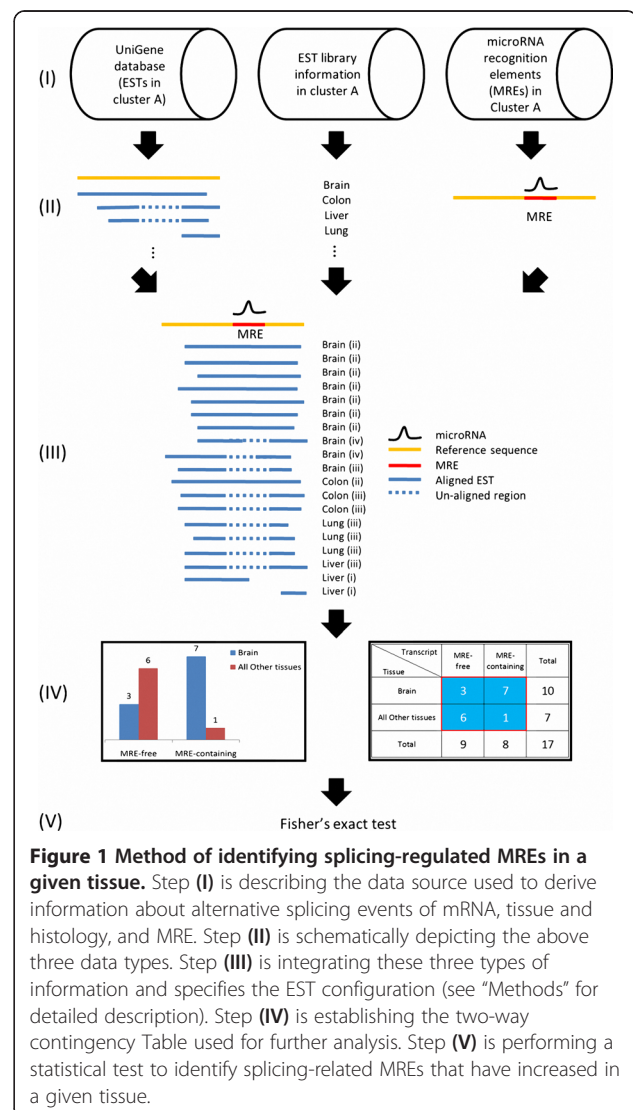 (I)
UniGene
database
(ESTs in
cluster A)
EST library
information
in cluster A
microRNA
recognition
elements
(MREs) in
Cluster A
(II)
⋮
Brain
Colon
Liver
Lung
⋮
MRE
(III)
MRE
Brain (ii)
Brain (ii)
Brain (ii)
Brain (ii)
Brain (ii)
Brain (ii)
Brain (ii)
Brain (iv)
Brain (iv)
Brain (iii)
Colon (ii)
Colon (iii)
Colon (iii)
Lung (iii)
Lung (iii)
Lung (iii)
Liver (iii)
Liver (i)
Liver (i)
microRNA
Reference sequence
MRE
Aligned EST
Un-aligned region
(IV)
3
6
7
1
Brain
All Other tissues
MRE-free
MRE-containing
Transcript
Tissue
MRE-
free
MRE-
containing
Total
Brain 3 7 10
All Other tissues 6 1 7
Total 9 8 17
(V)
Fisher's exact test
Figure 1 Method of identifying splicing-regulated MREs in a
given tissue. Step (I) is describing the data source used to derive
information about alternative splicing events of mRNA, tissue and
histology, and MRE. Step (II) is schematically depicting the above
three data types. Step (III) is integrating these three types of
information and specifies the EST configuration (see “Methods” for
detailed description). Step (IV) is establishing the two-way
contingency Table used for further analysis. Step (V) is performing a
statistical test to identify splicing-related MREs that have increased in
a given tissue.